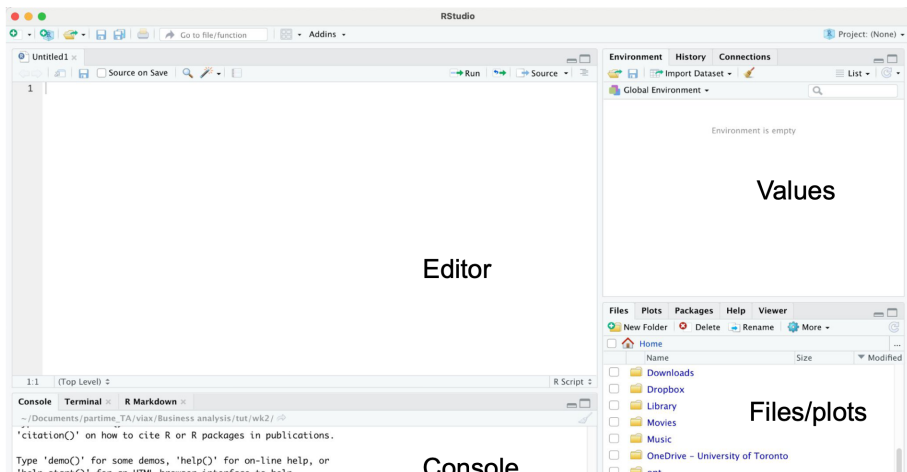 RStudio
Go to file/function
Addins
Project: (None)
Untitled1
Source on Save
Run
Source
1
Editor
1:1
(Top Level)
R Script
Environment History Connections
Import Dataset
List
Global Environment
Environment is empty
Values
Console Terminal R Markdown
~/Documents/partime_TA/viax/Business analysis/tut/wk2/
'citation()' on how to cite R or R packages in publications.
Type 'demo()' for some demos, 'help()' for on-line help, or
Console
Files Plots Packages Help Viewer
New Folder Delete Rename More
Home
...
Name Size Modified
Downloads
Dropbox
Library
Movies
Music
OneDrive – University of Toronto
Files/plots